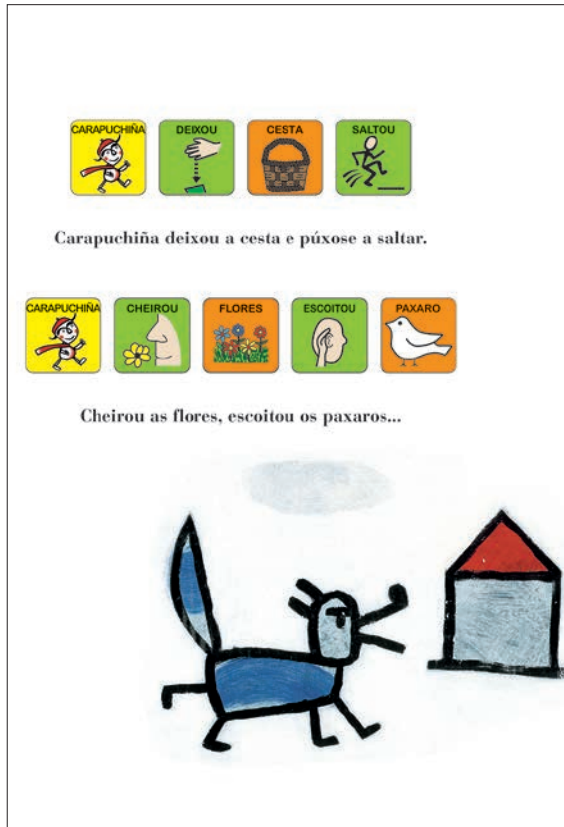 CARAPUCHIÑA DEIXOU CESTA SALTOU
Carapuchiña deixou a cesta e púxose a saltar.
CARAPUCHIÑA CHEIROU FLORES ESCOITOU PAXARO
Cheirou as flores, escoitou os paxaros...